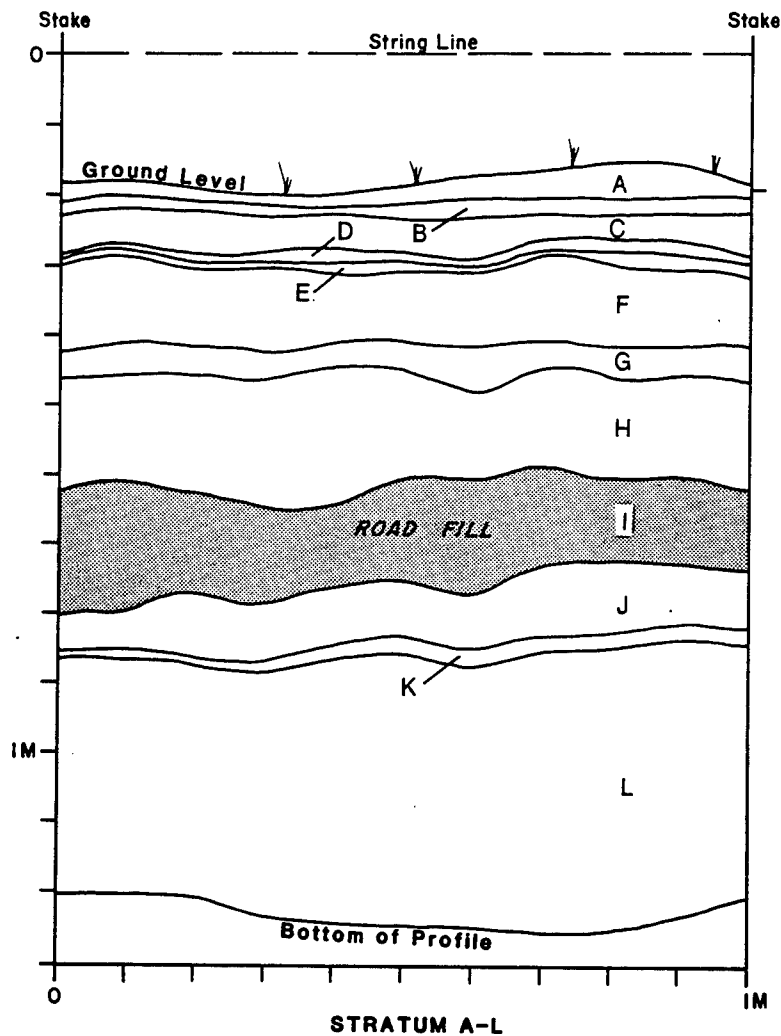 Stake Stake
String Line
0
Ground Level
A
B
C
D
E
F
G
H
ROAD FILL
I
J
K
1M
L
Bottom of Profile
0 1M
STRATUM A-L